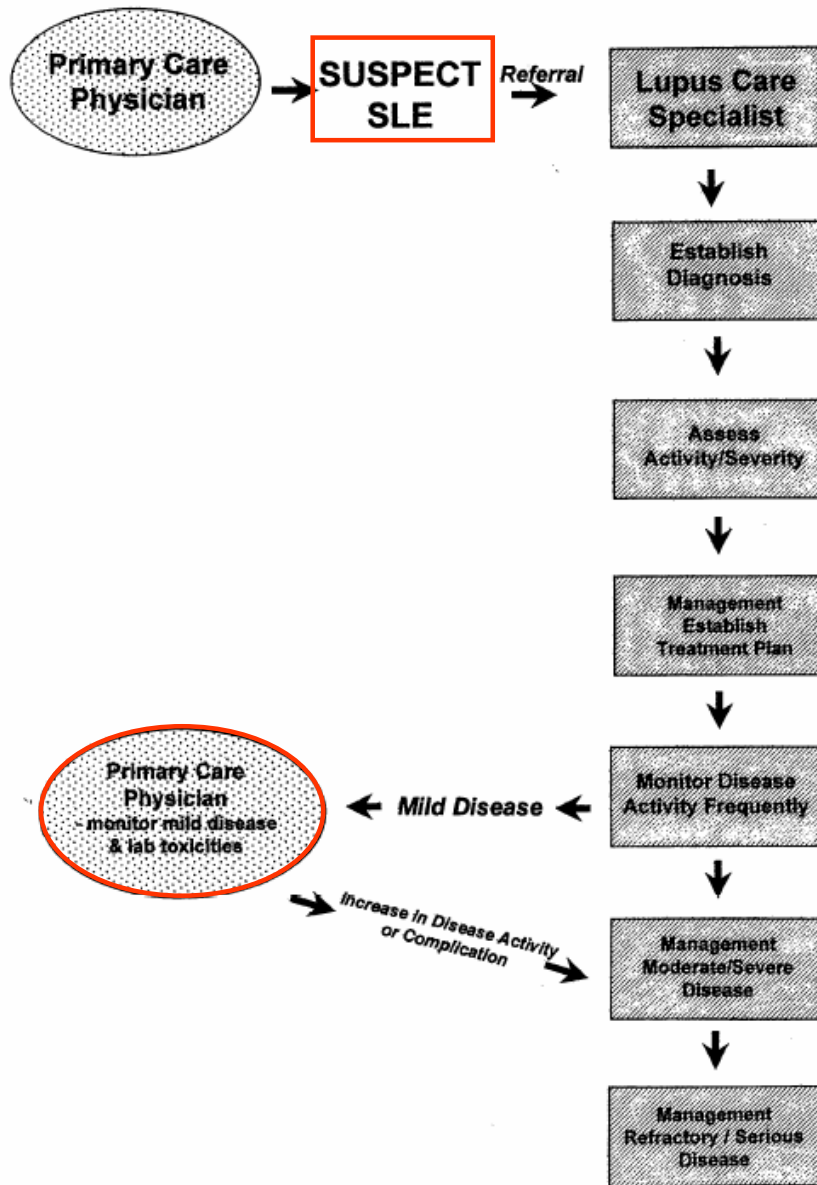 Primary Care
Physician
SUSPECT
SLE
Referral
Lupus Care
Specialist
Establish
Diagnosis
Assess
Activity/Severity
Management
Establish
Treatment Plan
Monitor Disease
Activity Frequently
Mild Disease
Primary Care
Physician
- monitor mild disease
& lab toxicities
Increase in Disease Activity
or Complication
Management
Moderate/Severe
Disease
Management
Refractory / Serious
Disease